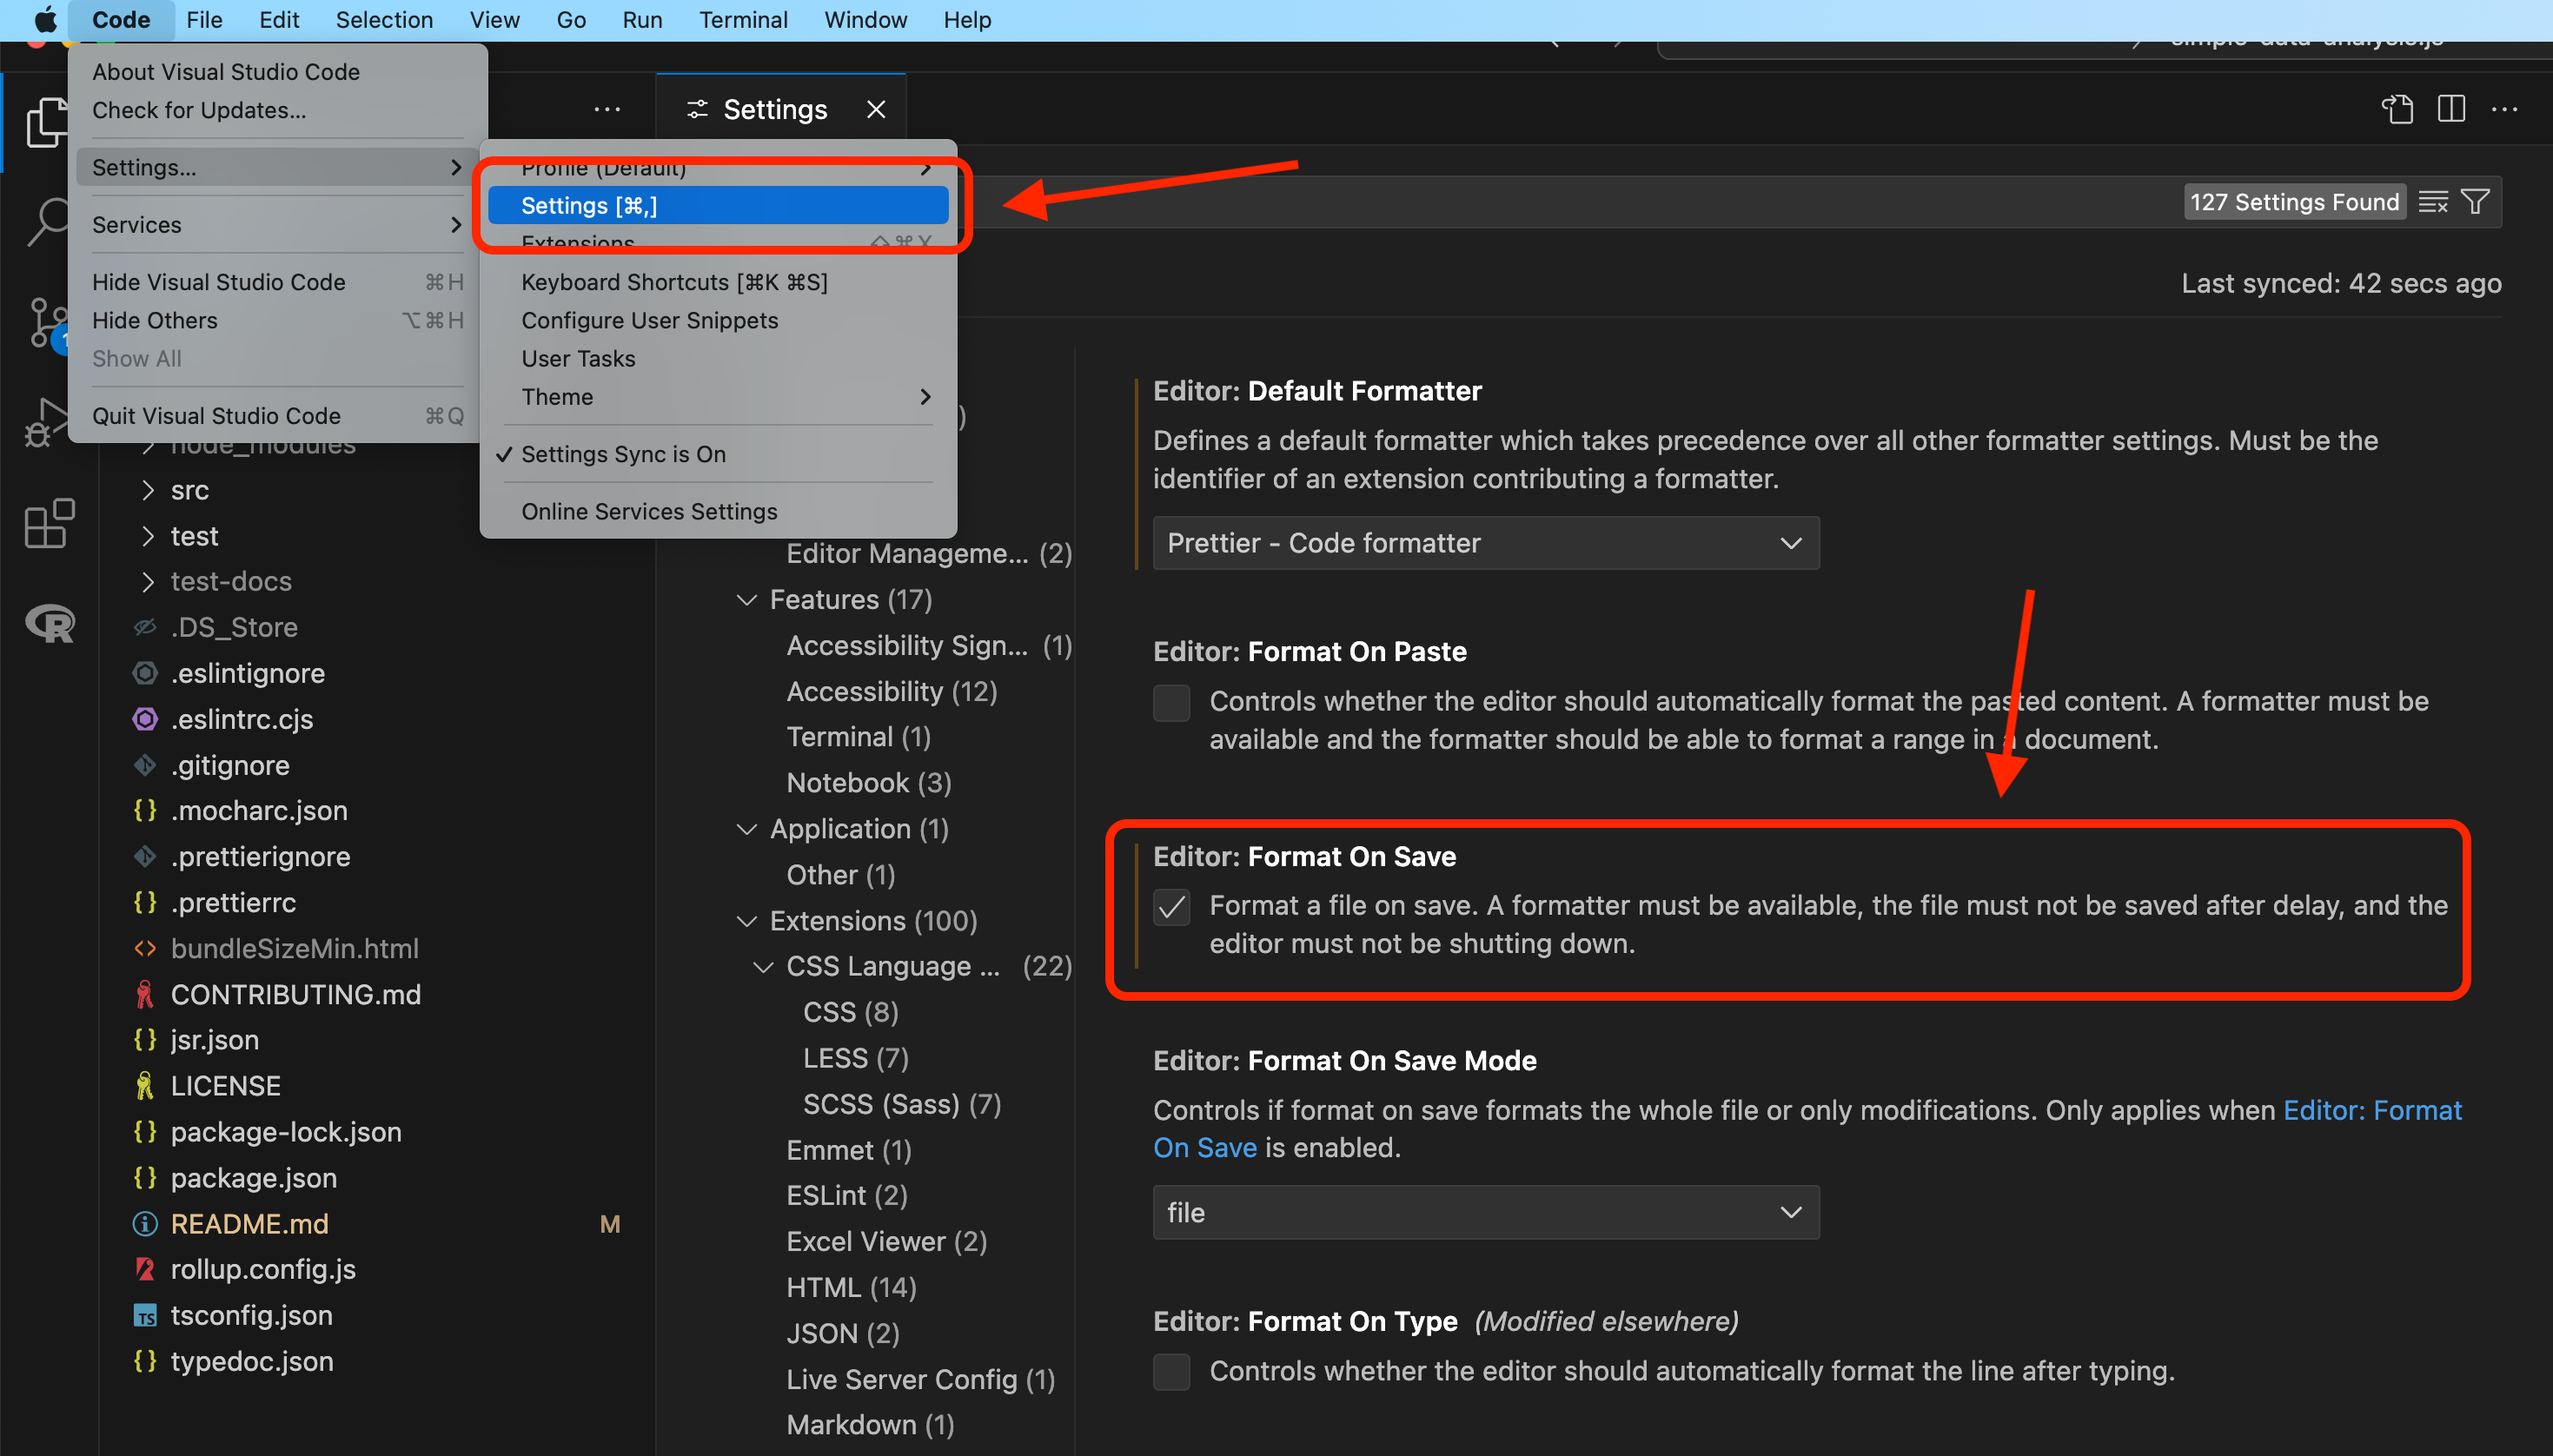 Code File Edit Selection View Go Run Terminal Window Help
About Visual Studio Code
Check for Updates...
Settings...
Services
Hide Visual Studio Code ⌘H
Hide Others ⌥⌘H
Show All
Quit Visual Studio Code ⌘Q
Profile (Default)
Settings [⌘,]
Extensions ⇧⌘X
Keyboard Shortcuts [⌘K ⌘S]
Configure User Snippets
User Tasks
Theme
✓ Settings Sync is On
Online Services Settings
simple-data-analysis.js
Settings
127 Settings Found
Last synced: 42 secs ago
node_modules
src
test
test-docs
.DS_Store
.eslintignore
.eslintrc.cjs
.gitignore
.mocharc.json
.prettierignore
.prettierrc
bundleSizeMin.html
CONTRIBUTING.md
jsr.json
LICENSE
package-lock.json
package.json
README.md M
rollup.config.js
tsconfig.json
typedoc.json
Editor Manageme... (2)
Features (17)
Accessibility Sign... (1)
Accessibility (12)
Terminal (1)
Notebook (3)
Application (1)
Other (1)
Extensions (100)
CSS Language ... (22)
CSS (8)
LESS (7)
SCSS (Sass) (7)
Emmet (1)
ESLint (2)
Excel Viewer (2)
HTML (14)
JSON (2)
Live Server Config (1)
Markdown (1)
Editor: Default Formatter
Defines a default formatter which takes precedence over all other formatter settings. Must be the
identifier of an extension contributing a formatter.
Prettier - Code formatter
Editor: Format On Paste
Controls whether the editor should automatically format the pasted content. A formatter must be
available and the formatter should be able to format a range in a document.
Editor: Format On Save
Format a file on save. A formatter must be available, the file must not be saved after delay, and the
editor must not be shutting down.
Editor: Format On Save Mode
Controls if format on save formats the whole file or only modifications. Only applies when Editor: Format
On Save is enabled.
file
Editor: Format On Type (Modified elsewhere)
Controls whether the editor should automatically format the line after typing.